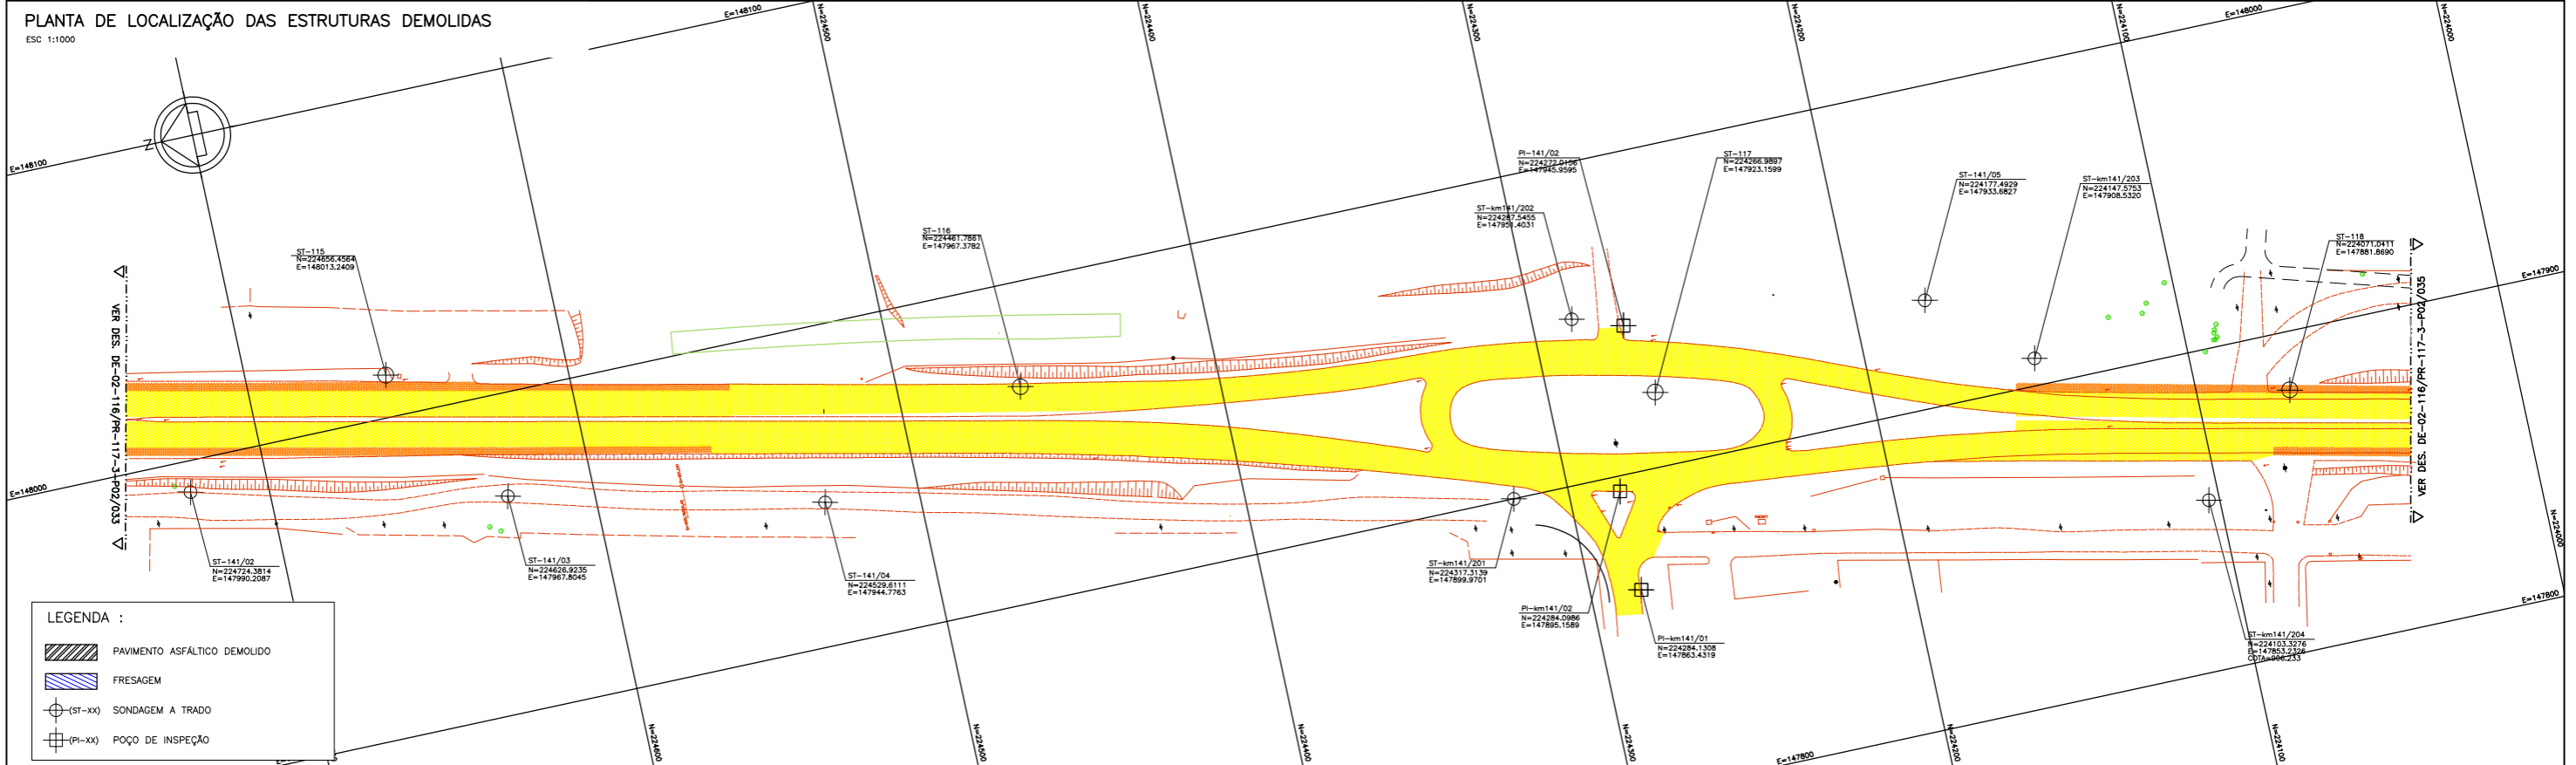 PLANTA DE LOCALIZAÇÃO DAS ESTRUTURAS DEMOLIDAS
ESC 1:1000
E=148100
N=224500
N=224400
N=224300
N=224200
N=224100
E=148000
N=224000
E=148100
N
PI-141/02
N=224272.0156
E=147945.9595
ST-117
N=224266.9897
E=147923.1599
ST-141/05
N=224177.4929
E=147933.6827
ST-km141/203
N=224147.5753
E=147908.5320
ST-km141/202
N=224287.5455
E=147951.4031
ST-116
N=224461.7861
E=147967.3782
ST-115
N=224656.4564
E=148013.2409
ST-118
N=224071.0411
E=147881.8690
E=147900
VER DES. DE-02-116/PR-117-3-P02/033
VER DES. DE-02-116/PR-117-3-P02/035
E=148000
N=224000
ST-141/02
N=224724.3814
E=147990.2087
ST-141/03
N=224626.9235
E=147967.8045
ST-141/04
N=224529.6111
E=147944.7763
ST-km141/201
N=224317.3139
E=147899.9701
PI-km141/02
N=224284.0986
E=147895.1589
PI-km141/01
N=224284.1308
E=147863.4319
ST-km141/204
N=224103.3276
E=147853.2326
COTA=906.233
E=147800
LEGENDA :
PAVIMENTO ASFÁLTICO DEMOLIDO
FRESAGEM
(ST-XX) SONDAGEM A TRADO
(PI-XX) POÇO DE INSPEÇÃO
N=224600
N=224500
N=224400
N=224300
E=147800
N=224200
N=224100